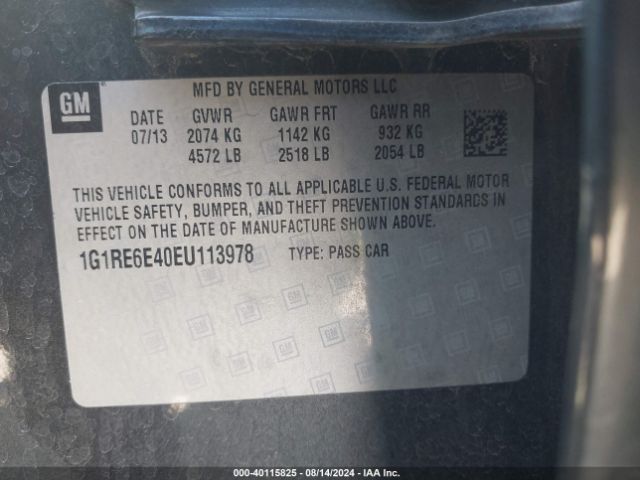 MFD BY GENERAL MOTORS LLC
GM
DATE GVWR GAWR FRT GAWR RR
07/13 2074 KG 1142 KG 932 KG
4572 LB 2518 LB 2054 LB
THIS VEHICLE CONFORMS TO ALL APPLICABLE U.S. FEDERAL MOTOR
VEHICLE SAFETY, BUMPER, AND THEFT PREVENTION STANDARDS IN
EFFECT ON THE DATE OF MANUFACTURE SHOWN ABOVE.
1G1RE6E40EU113978 TYPE: PASS CAR
000-40115825 - 08/14/2024 - IAA Inc.